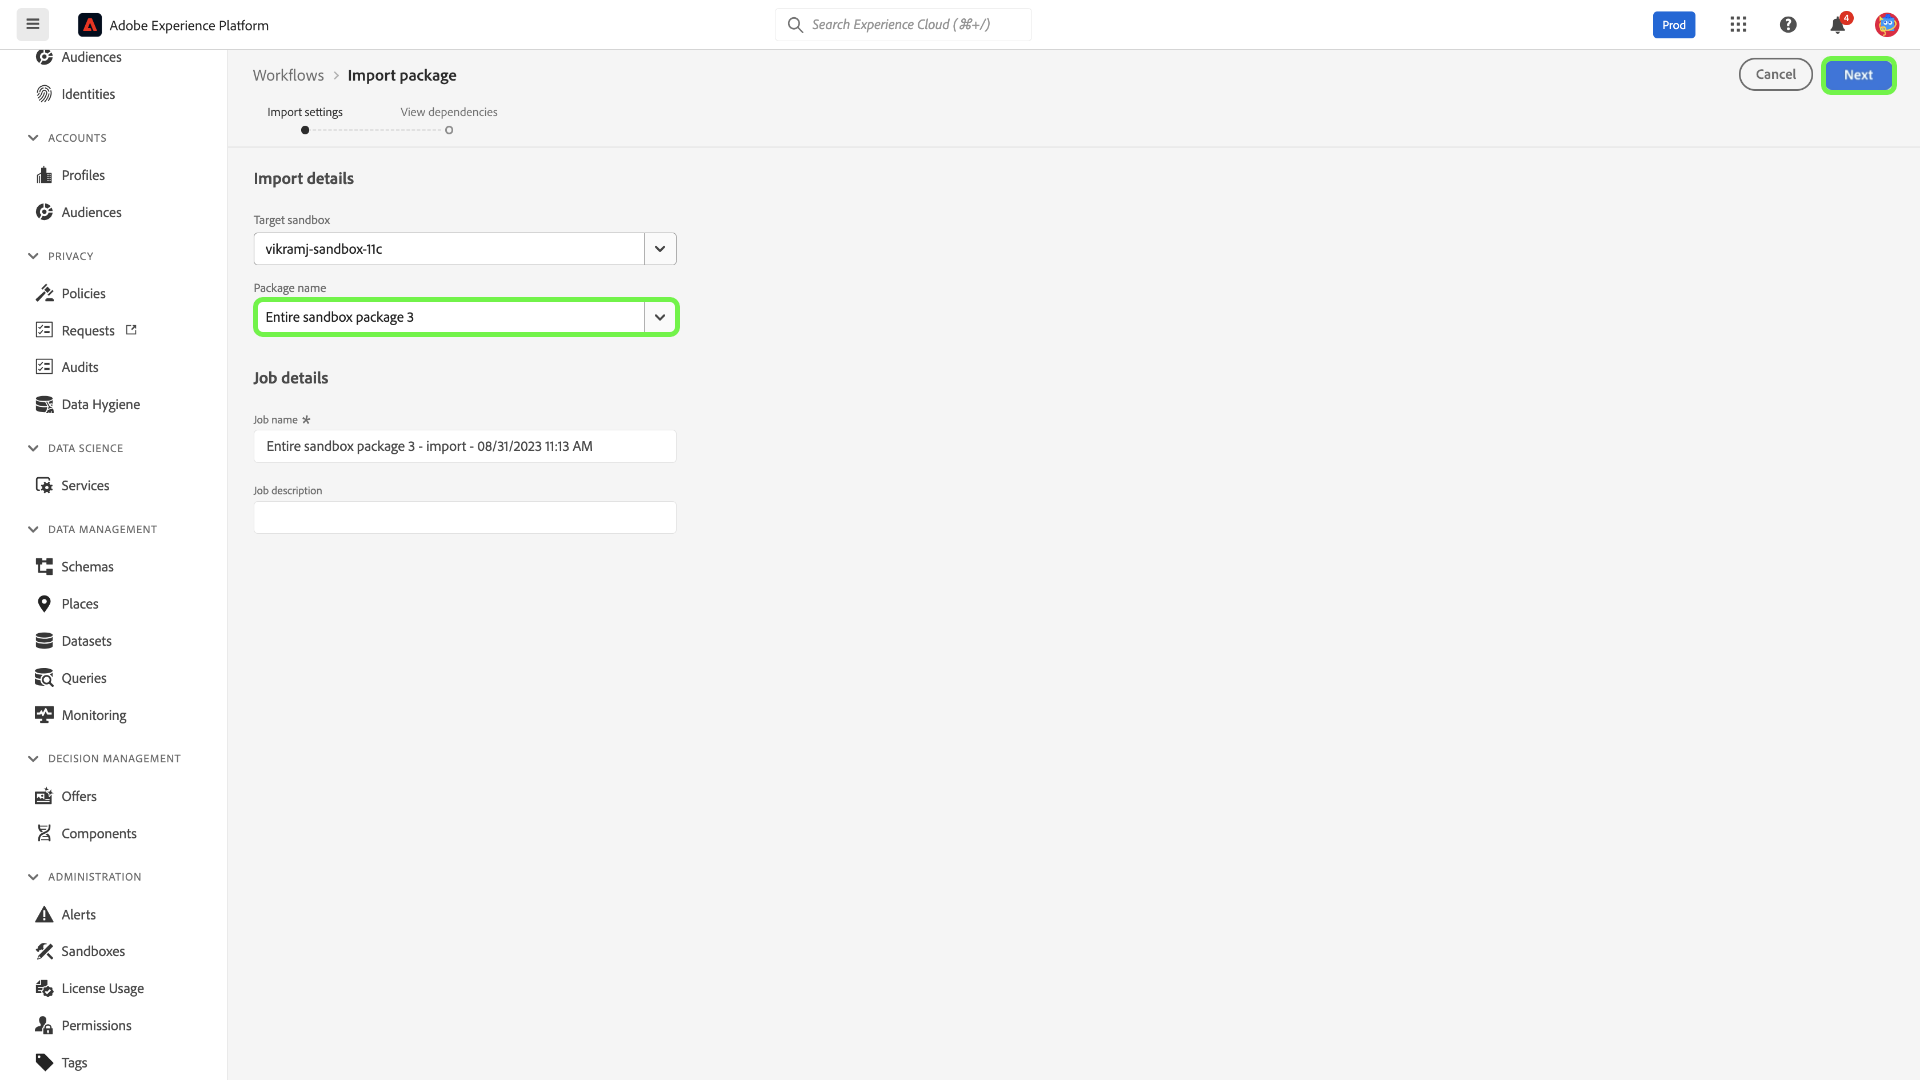 Adobe Experience Platform
Search Experience Cloud (⌘+/)
Prod
4
Audiences
Identities
ACCOUNTS
Profiles
Audiences
PRIVACY
Policies
Requests
Audits
Data Hygiene
DATA SCIENCE
Services
DATA MANAGEMENT
Schemas
Places
Datasets
Queries
Monitoring
DECISION MANAGEMENT
Offers
Components
ADMINISTRATION
Alerts
Sandboxes
License Usage
Permissions
Tags
Workflows > Import package
Cancel
Next
Import settings
View dependencies
Import details
Target sandbox
vikramj-sandbox-11c
Package name
Entire sandbox package 3
Job details
Job name *
Entire sandbox package 3 - import - 08/31/2023 11:13 AM
Job description